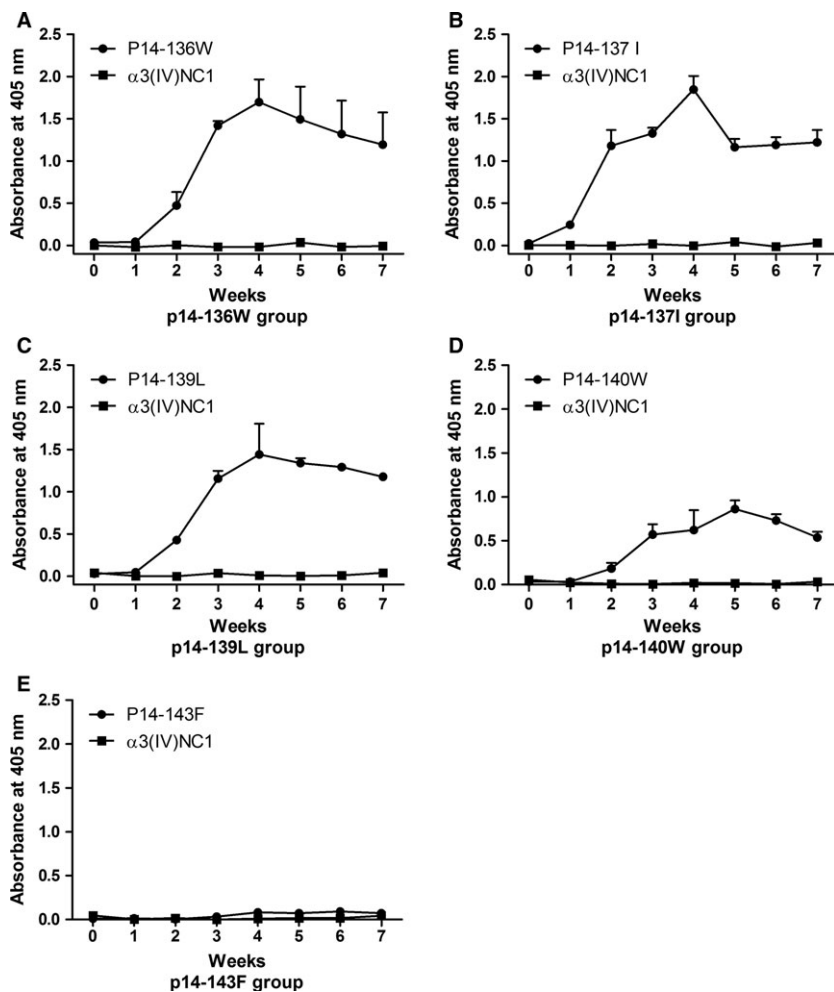 A
P14-136W
α3(IV)NC1
Absorbance at 405 nm
2.5
2.0
1.5
1.0
0.5
0.0
0 1 2 3 4 5 6 7
Weeks
p14-136W group
B
P14-137 I
α3(IV)NC1
Absorbance at 405 nm
2.5
2.0
1.5
1.0
0.5
0.0
0 1 2 3 4 5 6 7
Weeks
p14-137I group
C
P14-139L
α3(IV)NC1
Absorbance at 405 nm
2.5
2.0
1.5
1.0
0.5
0.0
0 1 2 3 4 5 6 7
Weeks
p14-139L group
D
P14-140W
α3(IV)NC1
Absorbance at 405 nm
2.5
2.0
1.5
1.0
0.5
0.0
0 1 2 3 4 5 6 7
Weeks
p14-140W group
E
P14-143F
α3(IV)NC1
Absorbance at 405 nm
2.5
2.0
1.5
1.0
0.5
0.0
0 1 2 3 4 5 6 7
Weeks
p14-143F group